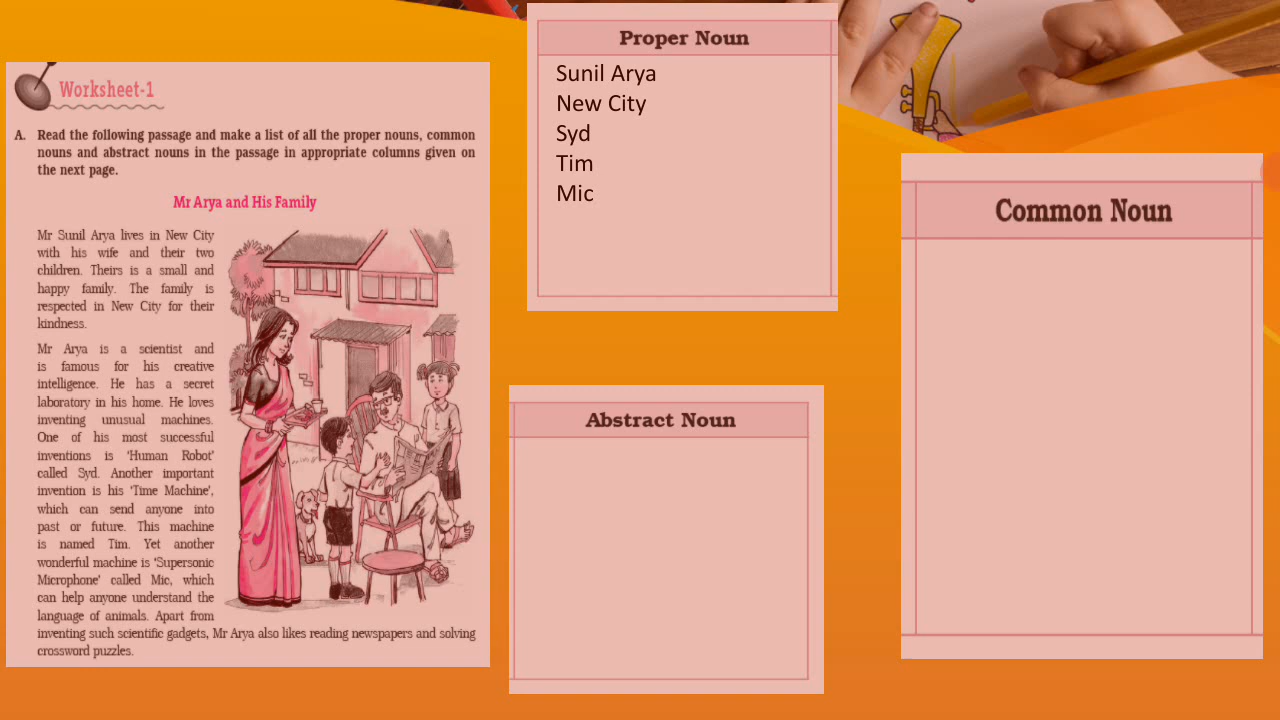 Worksheet-1
A. Read the following passage and make a list of all the proper nouns, common
nouns and abstract nouns in the passage in appropriate columns given on
the next page.
Mr Arya and His Family
Mr Sunil Arya lives in New City
with his wife and their two
children. Theirs is a small and
happy family. The family is
respected in New City for their
kindness.
Mr Arya is a scientist and
is famous for his creative
intelligence. He has a secret
laboratory in his home. He loves
inventing unusual machines.
One of his most successful
inventions is ‘Human Robot’
called Syd. Another important
invention is his ‘Time Machine’,
which can send anyone into
past or future. This machine
is named Tim. Yet another
wonderful machine is ‘Supersonic
Microphone’ called Mic, which
can help anyone understand the
language of animals. Apart from
inventing such scientific gadgets, Mr Arya also likes reading newspapers and solving
crossword puzzles.
Proper Noun
Sunil Arya
New City
Syd
Tim
Mic
Abstract Noun
Common Noun